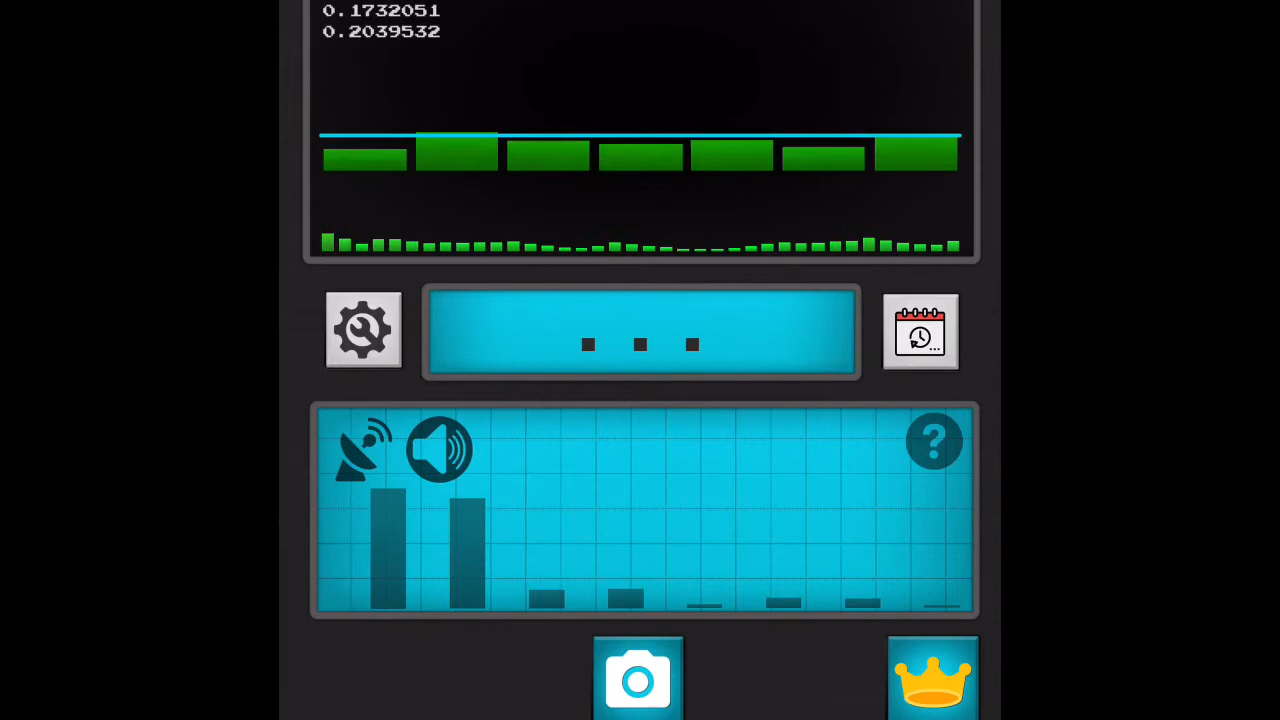 0.1732051
0.2039532
. . .
?
...